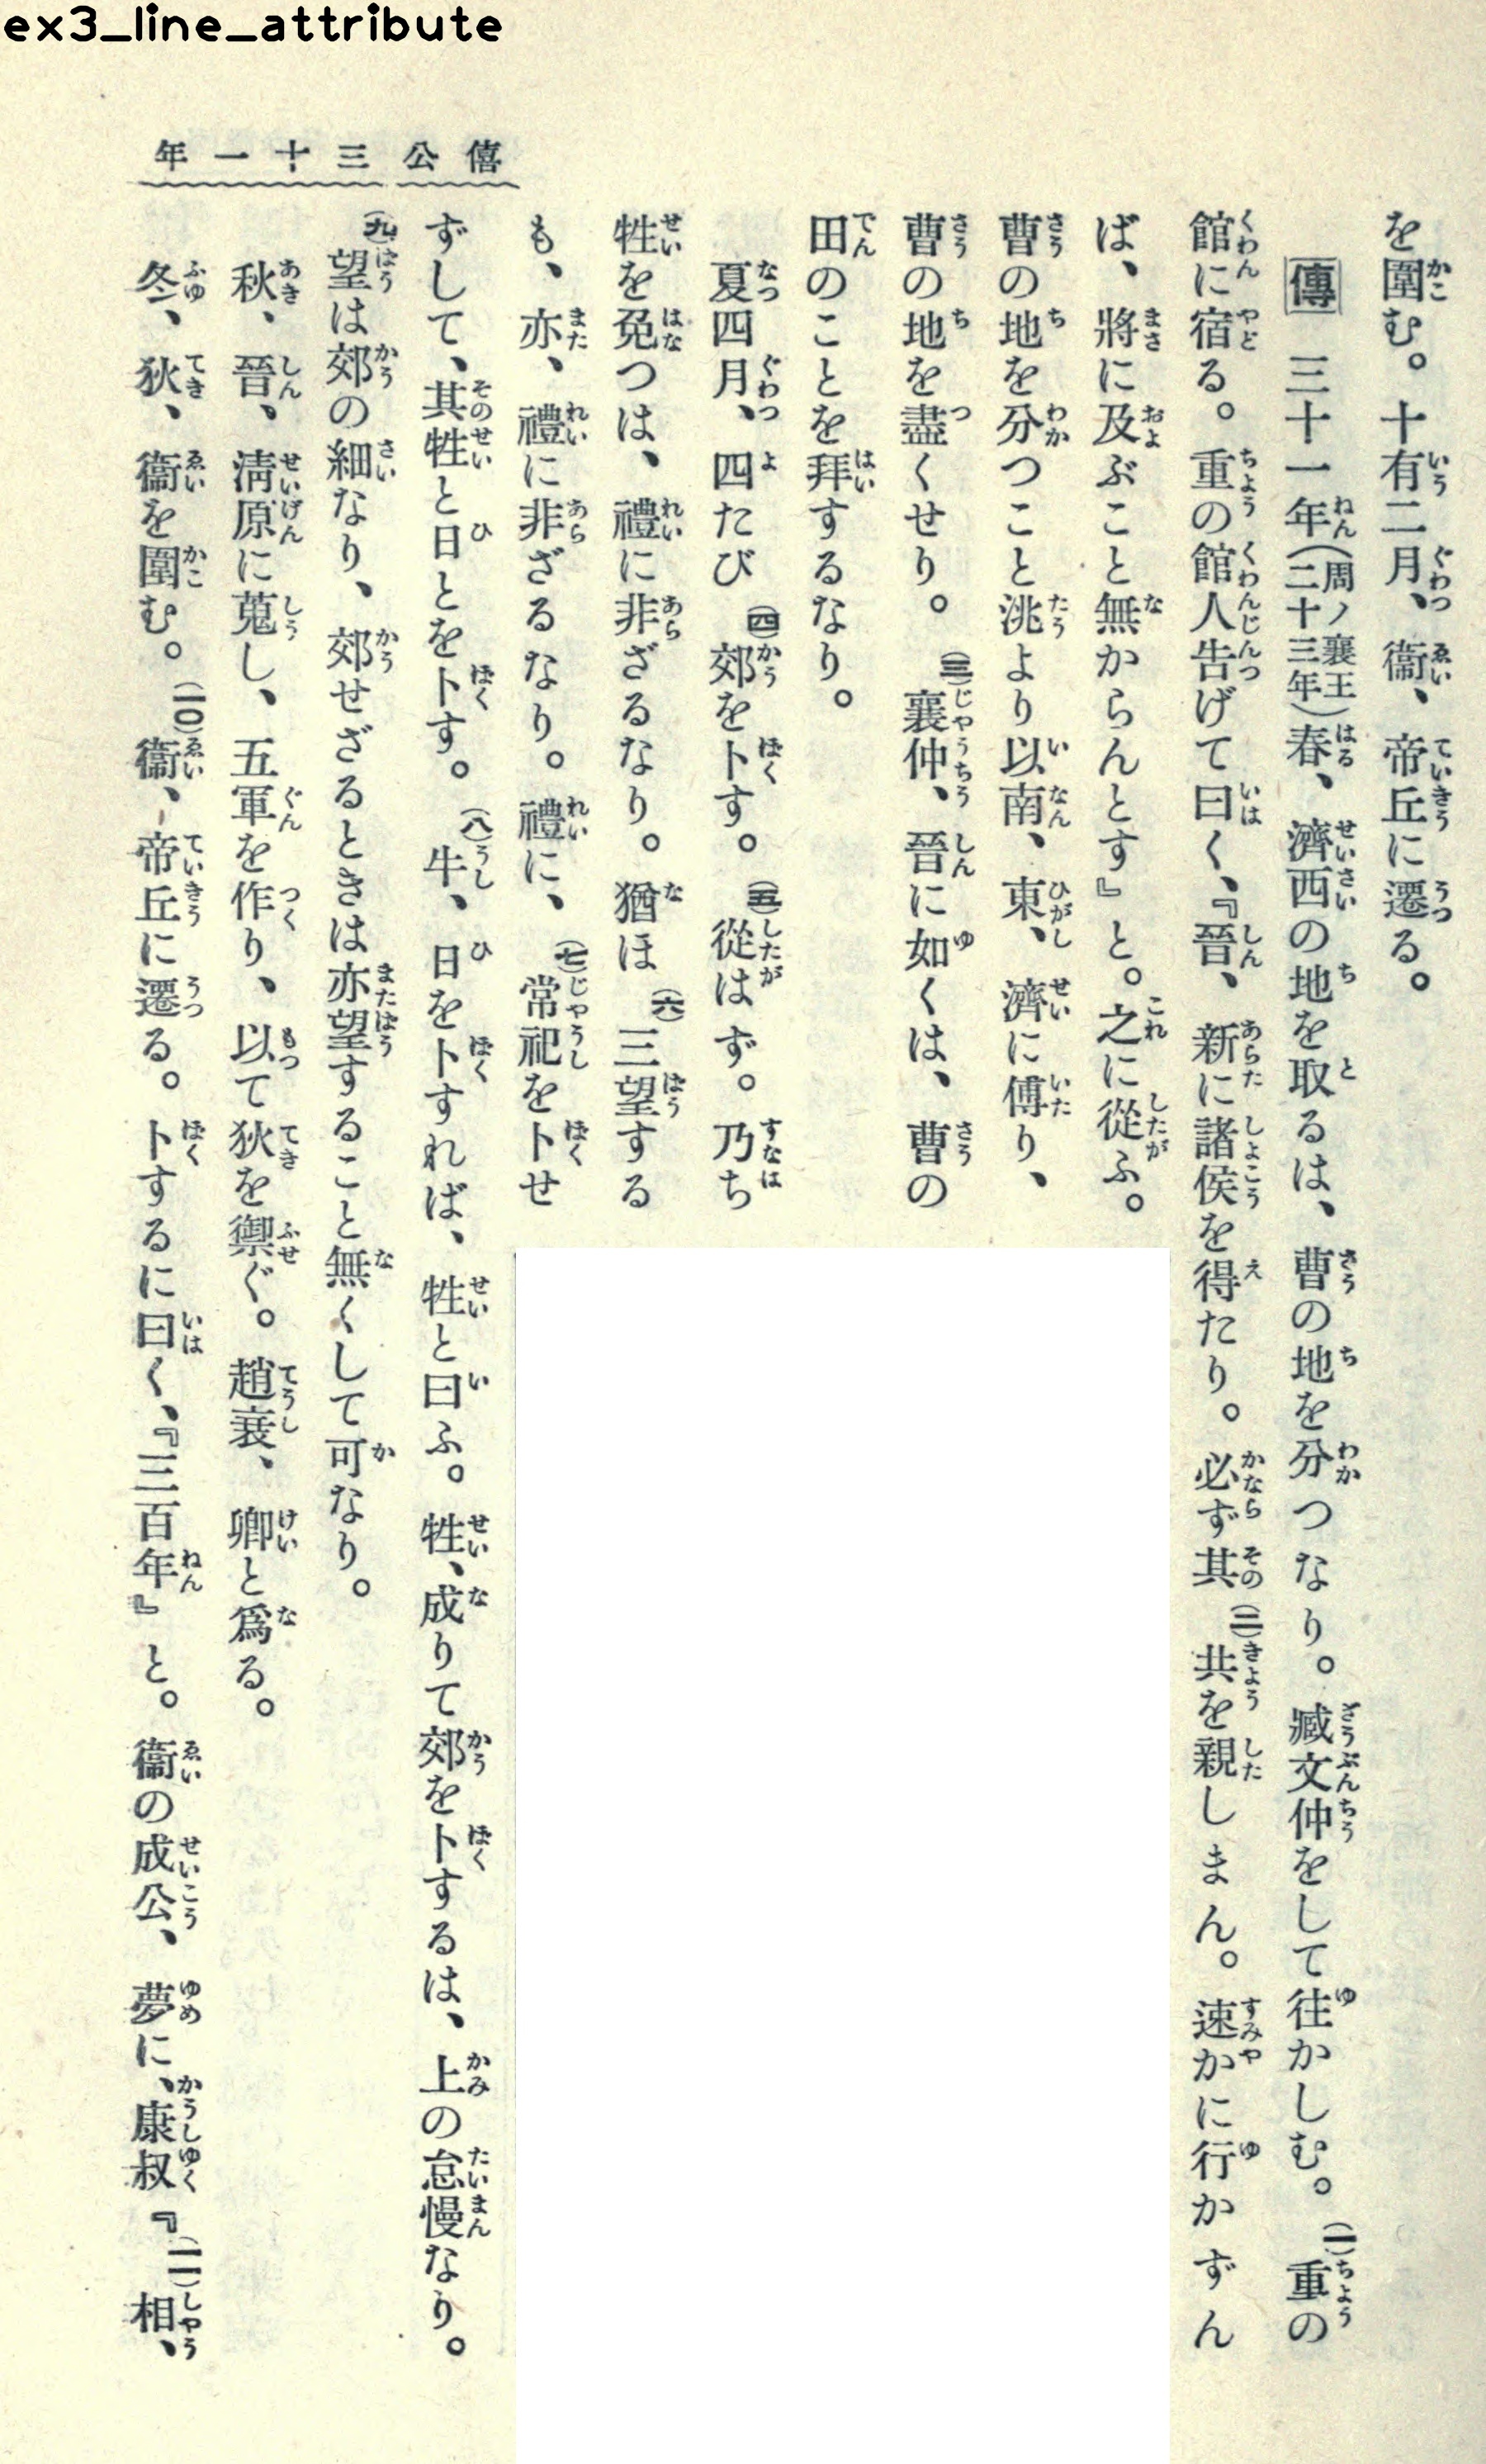 ex3_line_attribute
僖公三十一年
を圍む。十有二月、衞、帝丘に遷る。
傳 三十一年(周ノ襄王二十三年)春、濟西の地を取るは、曹の地を分つなり。臧文仲をして往かしむ。(一)重の
館に宿る。重の館人告げて曰く、『晉、新に諸侯を得たり。必ず其(二)共を親しまん。速かに行かずん
ば、將に及ぶこと無からんとす』と。之に從ふ。
曹の地を分つこと洮より以南、東、濟に傅り、
曹の地を盡くせり。(三)襄仲、晉に如くは、曹の
田のことを拜するなり。
夏四月、四たび(四)郊を卜す。(五)從はず。乃ち
牲を免つは、禮に非ざるなり。猶ほ(六)三望する
も、亦、禮に非ざるなり。禮に、(七)常祀を卜せ
ずして、其牲と日とを卜す。(八)牛、日を卜すれば、牲と曰ふ。牲、成りて郊を卜するは、上の怠慢なり。
(九)望は郊の細なり、郊せざるときは亦望すること無くして可なり。
秋、晉、淸原に蒐し、五軍を作り、以て狄を禦ぐ。趙衰、卿と爲る。
冬、狄、衞を圍む。(一〇)衞、帝丘に遷る。卜するに曰く、『三百年』と。衞の成公、夢に、康叔『(一一)相、